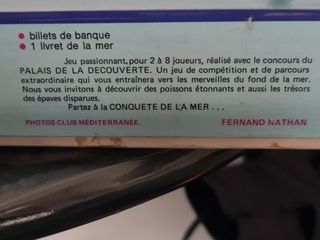 • billets de banque
• 1 livret de la mer
Jeu passionnant, pour 2 à 8 joueurs, réalisé avec le concours du
PALAIS DE LA DECOUVERTE. Un jeu de compétition et de parcours
extraordinaire qui vous entraînera vers les merveilles du fond de la mer.
Nous vous invitons à découvrir des poissons étonnants et aussi les trésors
des épaves disparues.
Partez à la CONQUETE DE LA MER ...
PHOTOS CLUB MÉDITERRANÉE.
FERNAND NATHAN